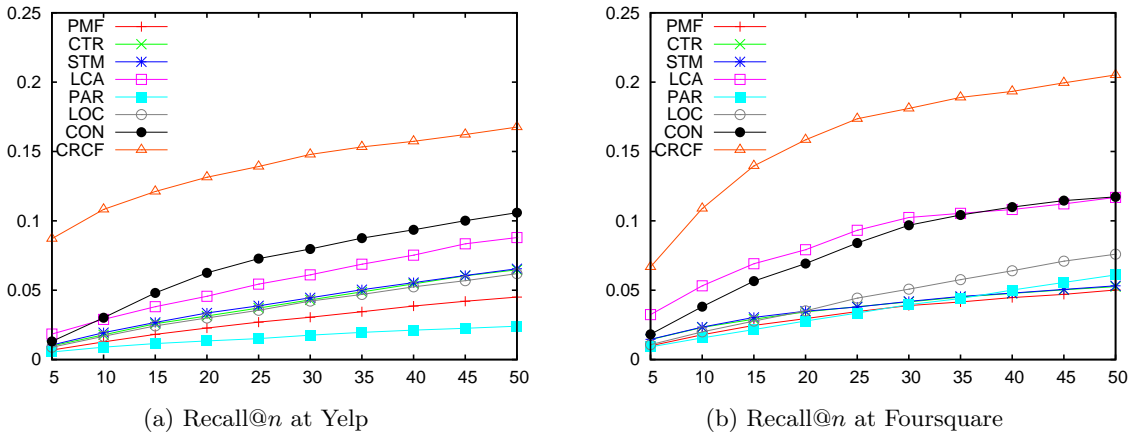 0.25
0.2
0.15
0.1
0.05
0
PMF
CTR
STM
LCA
PAR
LOC
CON
CRCF
5 10 15 20 25 30 35 40 45 50
(a) Recall@n at Yelp
0.25
0.2
0.15
0.1
0.05
0
PMF
CTR
STM
LCA
PAR
LOC
CON
CRCF
5 10 15 20 25 30 35 40 45 50
(b) Recall@n at Foursquare